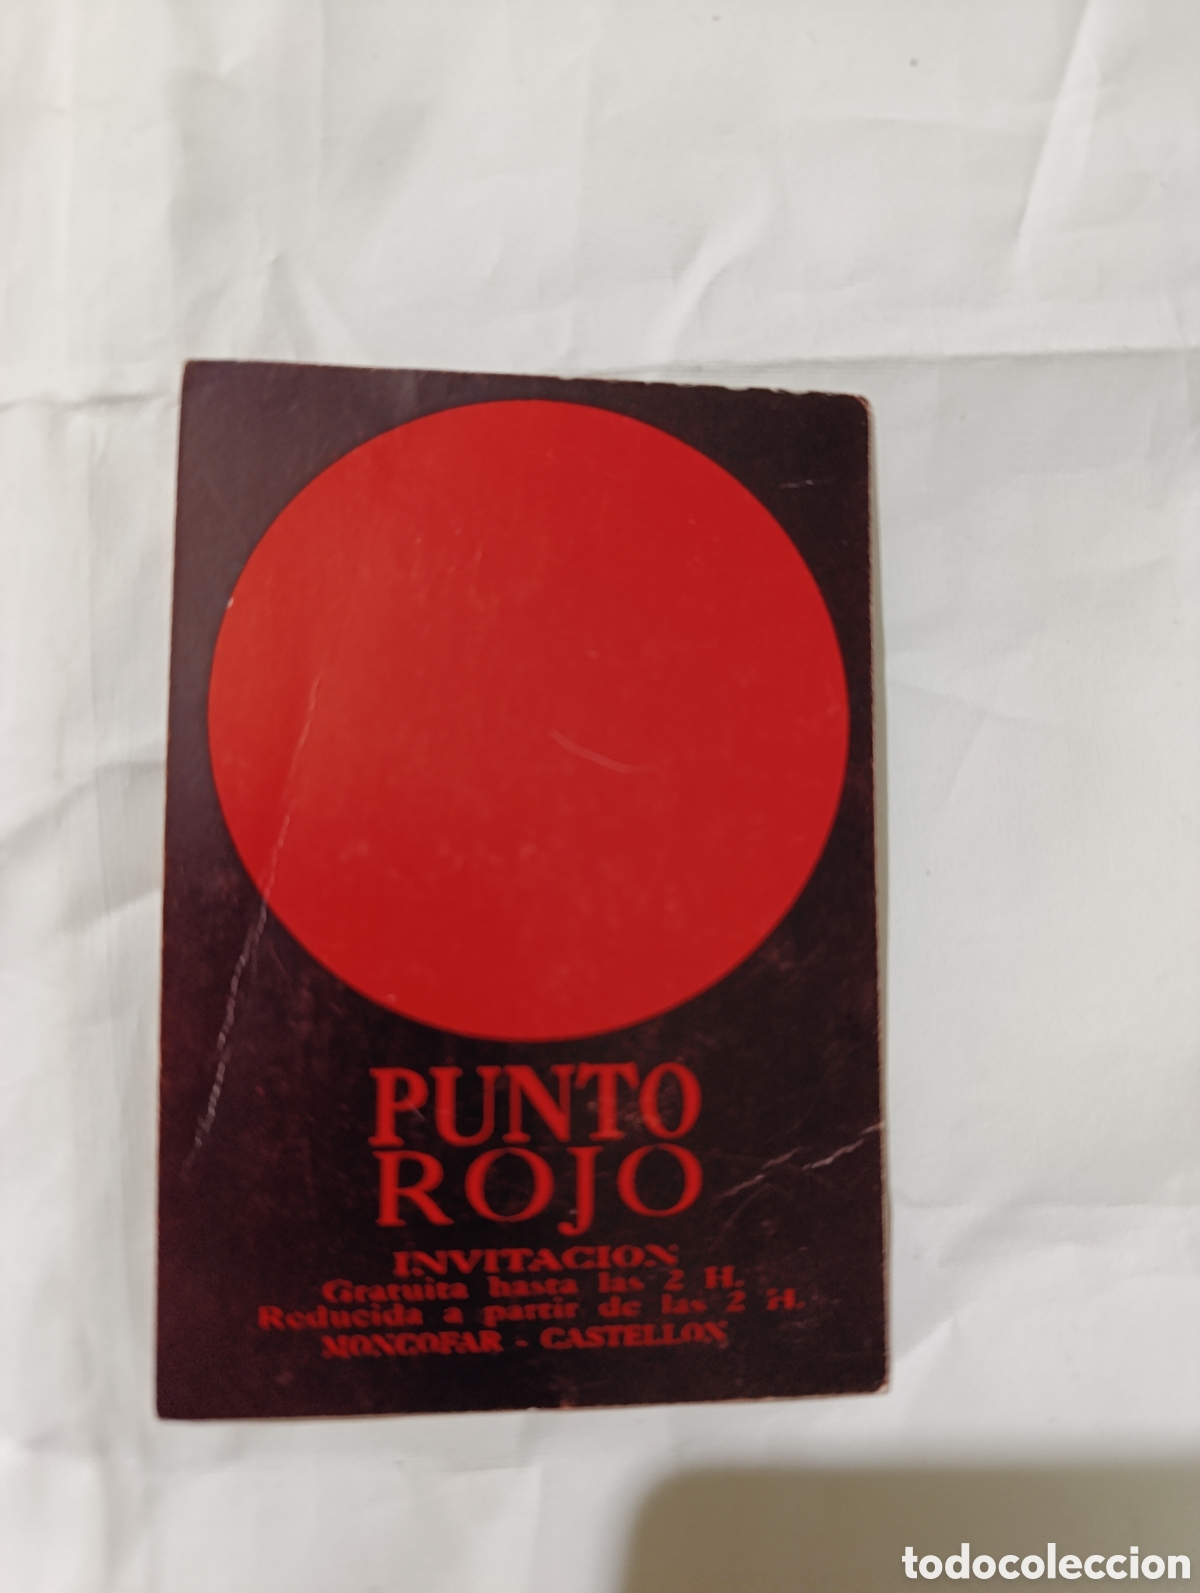 PUNTO
ROJO
INVITACION
Gratuita hasta las 2 H.
Reducida a partir de las 2 H.
MONCOFAR - CASTELLON
todocoleccion